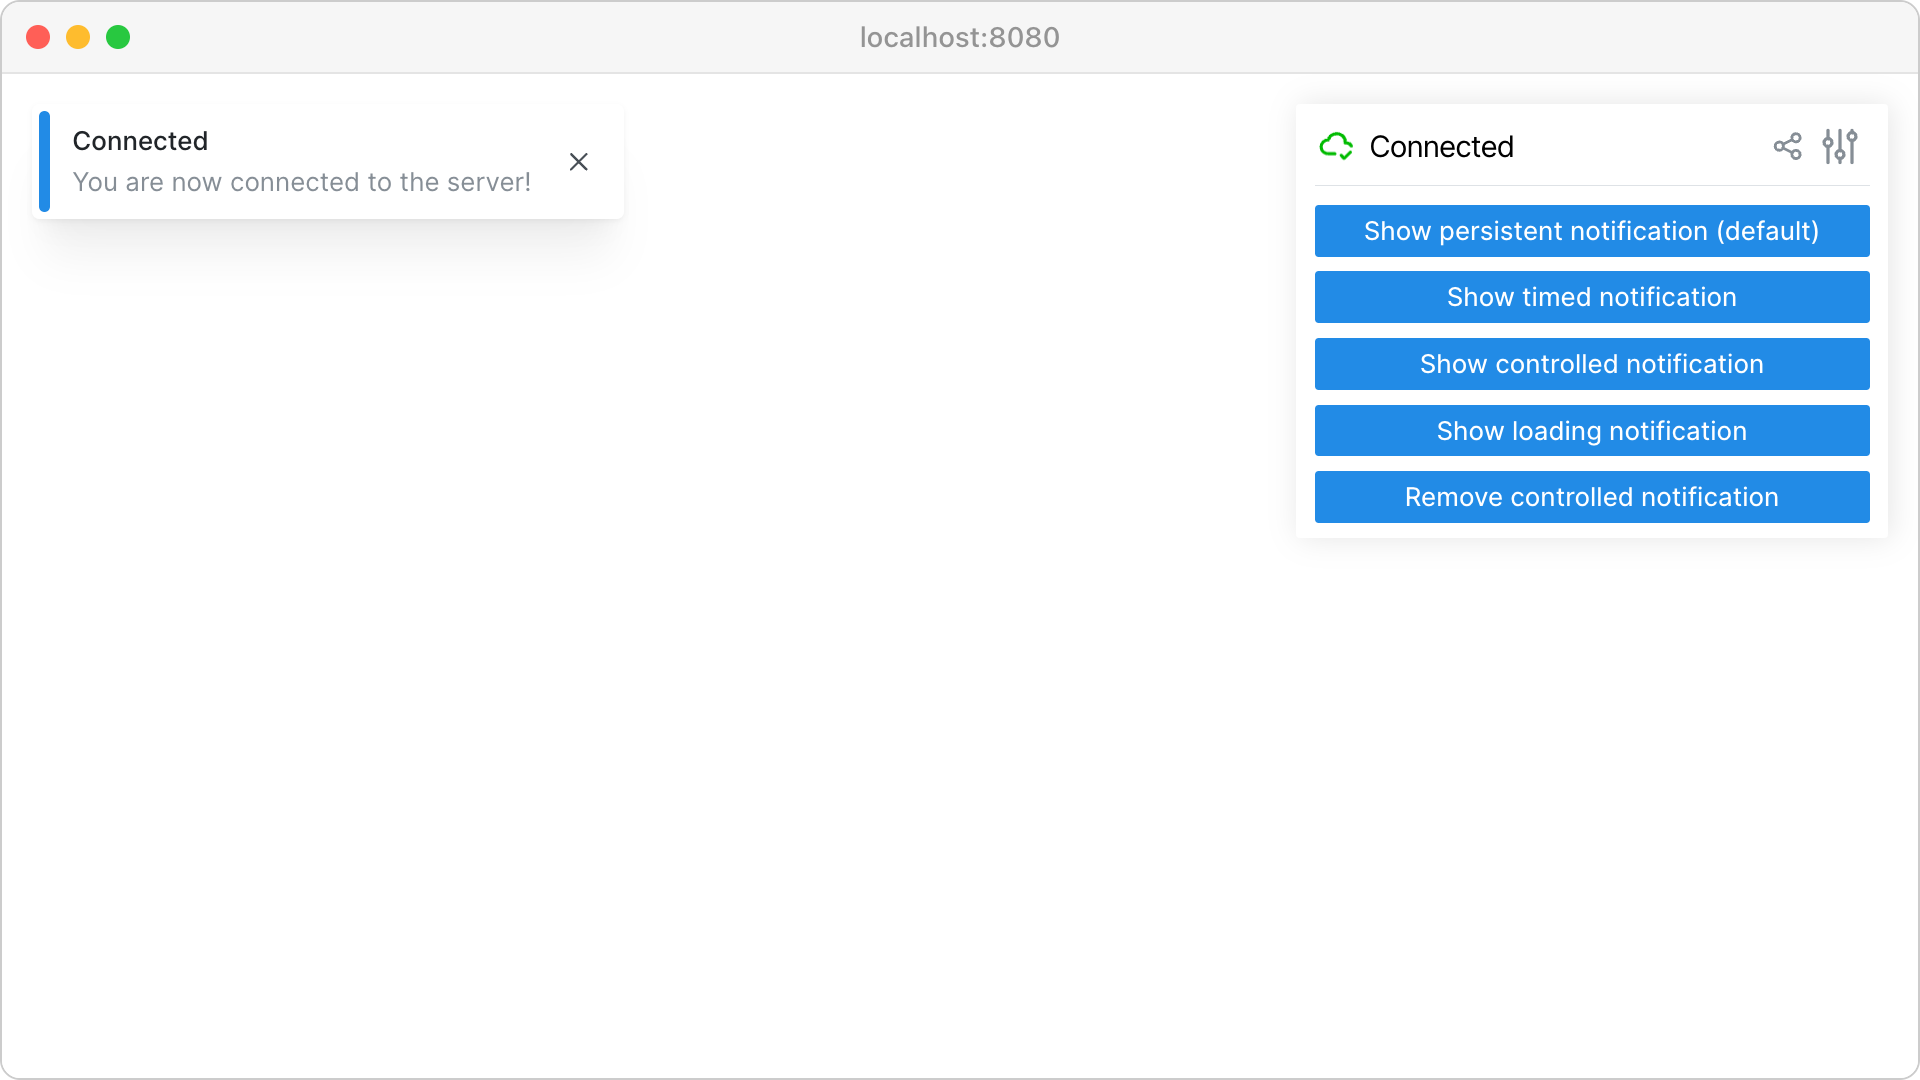 localhost:8080
Connected
You are now connected to the server!
Connected
Show persistent notification (default)
Show timed notification
Show controlled notification
Show loading notification
Remove controlled notification